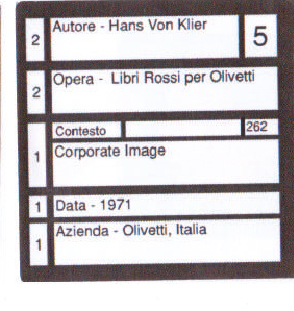 2 Autore - Hans Von Klier 5
2 Opera - Libri Rossi per Olivetti
Contesto 262
1 Corporate Image
1 Data - 1971
1 Azienda - Olivetti, Italia